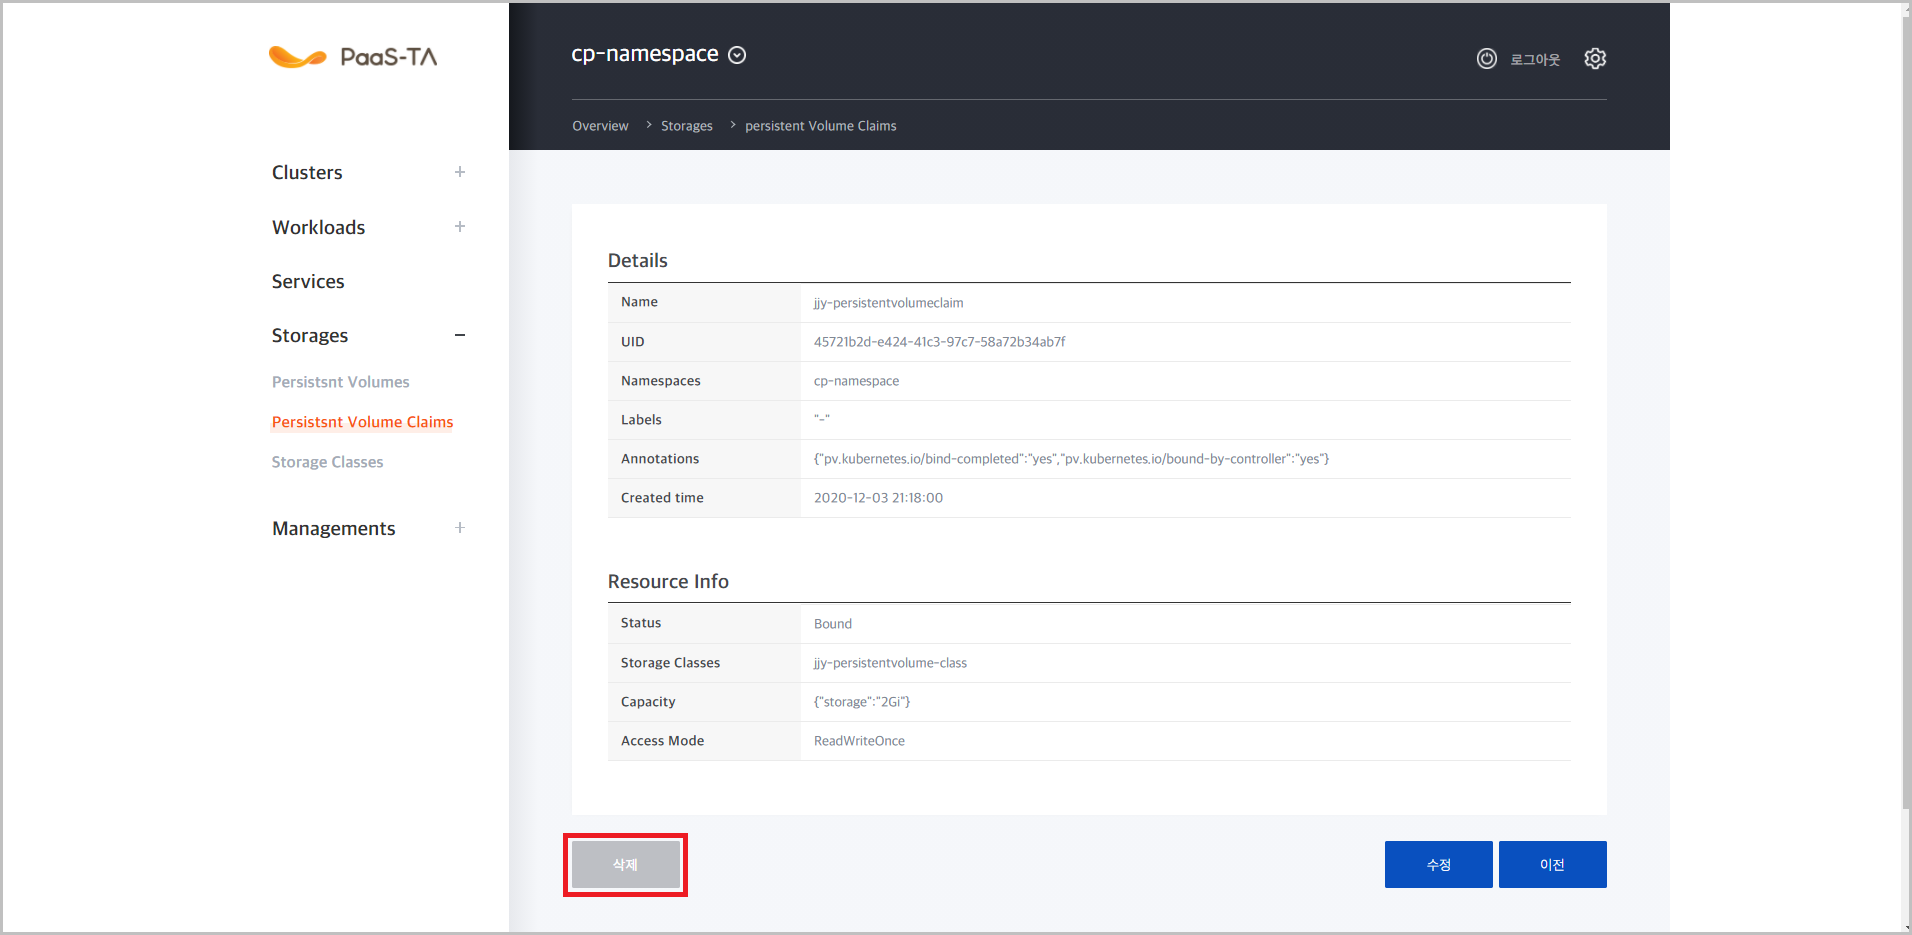 PaaS-TA
cp-namespace
로그아웃
Overview > Storages > persistent Volume Claims
Clusters +
Workloads +
Services
Storages −
Persistsnt Volumes
Persistsnt Volume Claims
Storage Classes
Managements +
Details
Name jjy-persistentvolumeclaim
UID 45721b2d-e424-41c3-97c7-58a72b34ab7f
Namespaces cp-namespace
Labels "-"
Annotations {"pv.kubernetes.io/bind-completed":"yes","pv.kubernetes.io/bound-by-controller":"yes"}
Created time 2020-12-03 21:18:00
Resource Info
Status Bound
Storage Classes jjy-persistentvolume-class
Capacity {"storage":"2Gi"}
Access Mode ReadWriteOnce
삭제 수정 이전